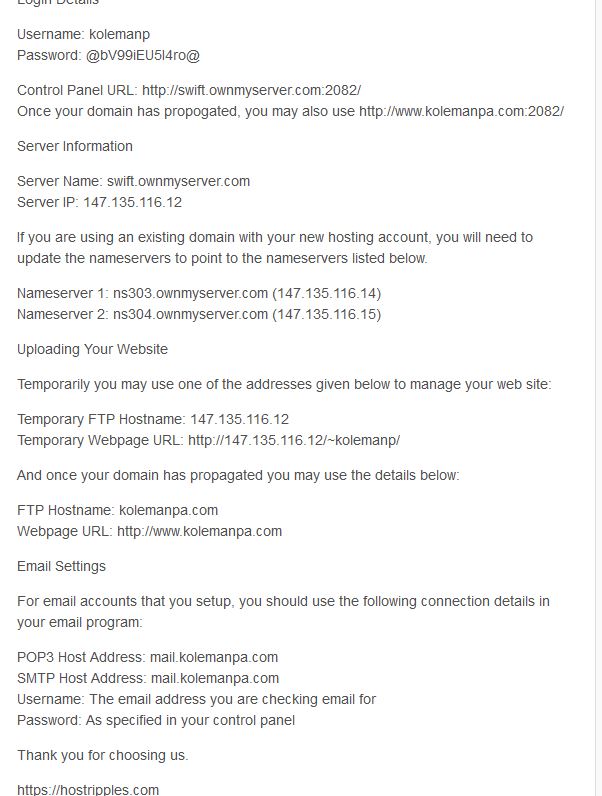 Login Details
Username: kolemanp
Password: @bV99iEU5l4ro@
Control Panel URL: http://swift.ownmyserver.com:2082/
Once your domain has propogated, you may also use http://www.kolemanpa.com:2082/
Server Information
Server Name: swift.ownmyserver.com
Server IP: 147.135.116.12
If you are using an existing domain with your new hosting account, you will need to
update the nameservers to point to the nameservers listed below.
Nameserver 1: ns303.ownmyserver.com (147.135.116.14)
Nameserver 2: ns304.ownmyserver.com (147.135.116.15)
Uploading Your Website
Temporarily you may use one of the addresses given below to manage your web site:
Temporary FTP Hostname: 147.135.116.12
Temporary Webpage URL: http://147.135.116.12/~kolemanp/
And once your domain has propagated you may use the details below:
FTP Hostname: kolemanpa.com
Webpage URL: http://www.kolemanpa.com
Email Settings
For email accounts that you setup, you should use the following connection details in
your email program:
POP3 Host Address: mail.kolemanpa.com
SMTP Host Address: mail.kolemanpa.com
Username: The email address you are checking email for
Password: As specified in your control panel
Thank you for choosing us.
https://hostripples.com